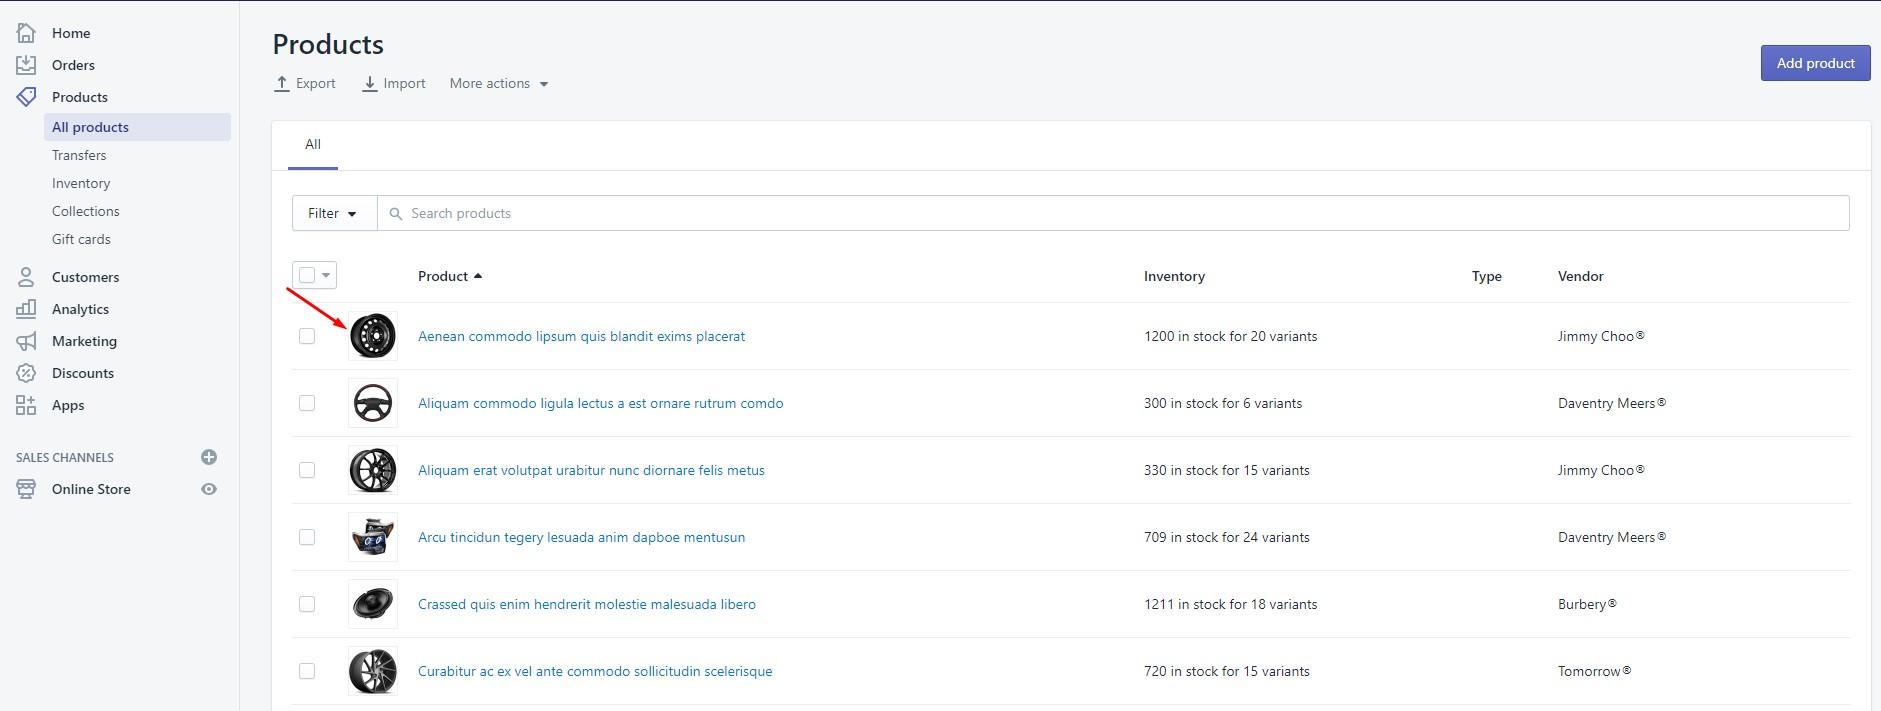 Home
Orders
Products
All products
Transfers
Inventory
Collections
Gift cards
Customers
Analytics
Marketing
Discounts
Apps
SALES CHANNELS
Online Store
Products
Export Import More actions
Add product
All
Filter Search products
Product Inventory Type Vendor
Aenean commodo lipsum quis blandit exims placerat 1200 in stock for 20 variants Jimmy Choo®
Aliquam commodo ligula lectus a est ornare rutrum comdo 300 in stock for 6 variants Daventry Meers®
Aliquam erat volutpat urabitur nunc diornare felis metus 330 in stock for 15 variants Jimmy Choo®
Arcu tincidun tegery lesuada anim dapboe mentusun 709 in stock for 24 variants Daventry Meers®
Crassed quis enim hendrerit molestie malesuada libero 1211 in stock for 18 variants Burbery®
Curabitur ac ex vel ante commodo sollicitudin scelerisque 720 in stock for 15 variants Tomorrow®